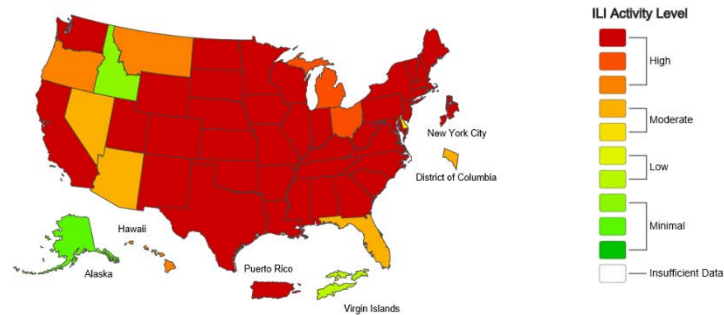 ILI Activity Level
High
Moderate
Low
Minimal
Insufficient Data
New York City
District of Columbia
Hawaii
Alaska
Puerto Rico
Virgin Islands